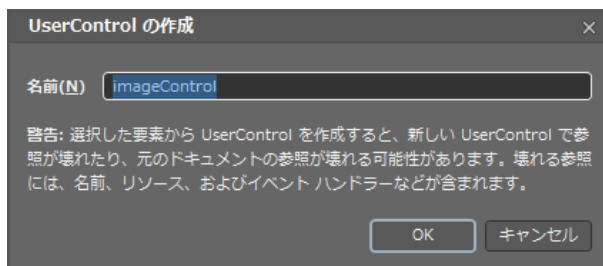 UserControl の作成
名前(N) imageControl
警告: 選択した要素から UserControl を作成すると、新しい UserControl で参
照が壊れたり、元のドキュメントの参照が壊れる可能性があります。壊れる参照
には、名前、リソース、およびイベント ハンドラーなどが含まれます。
OK キャンセル